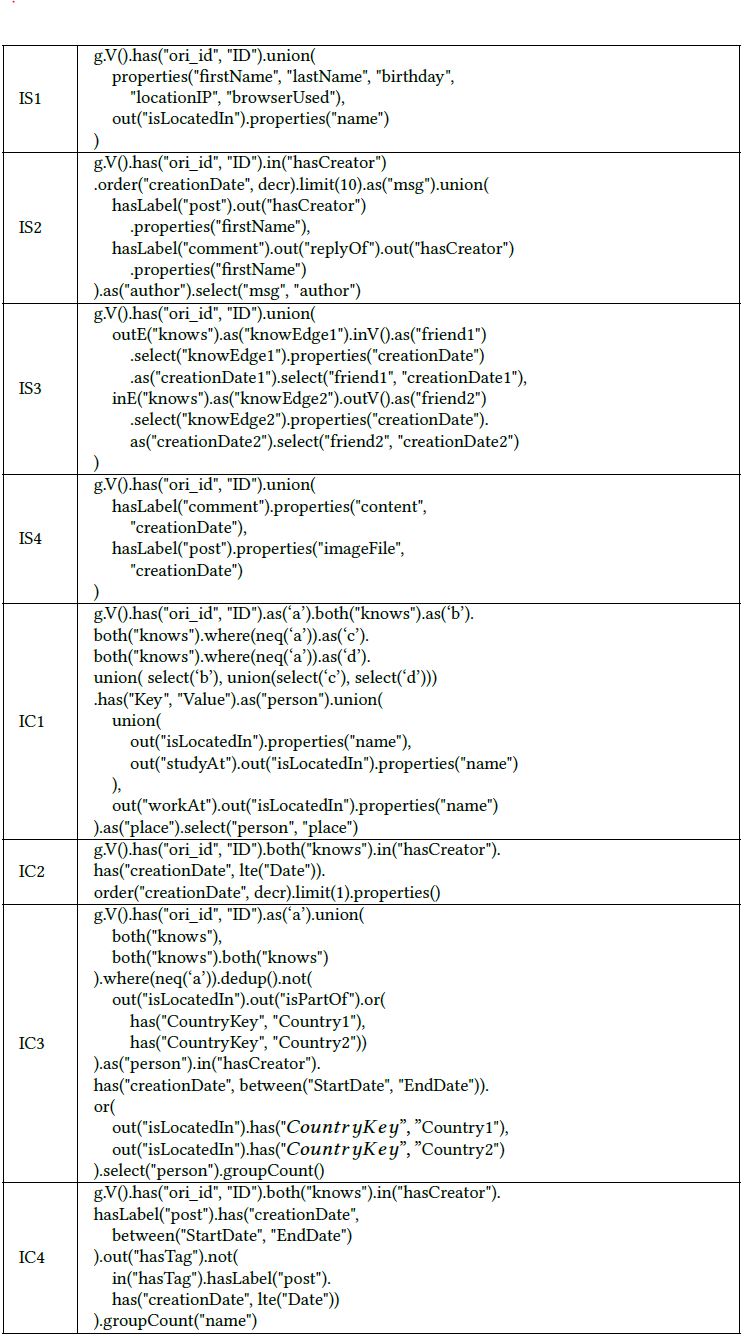 IS1
g.V().has("ori_id", "ID").union(
properties("firstName", "lastName", "birthday",
"locationIP", "browserUsed"),
out("isLocatedIn").properties("name")
)
IS2
g.V().has("ori_id", "ID").in("hasCreator")
.order("creationDate", decr).limit(10).as("msg").union(
hasLabel("post").out("hasCreator")
.properties("firstName"),
hasLabel("comment").out("replyOf").out("hasCreator")
.properties("firstName")
).as("author").select("msg", "author")
IS3
g.V().has("ori_id", "ID").union(
outE("knows").as("knowEdge1").inV().as("friend1")
.select("knowEdge1").properties("creationDate")
.as("creationDate1").select("friend1", "creationDate1"),
inE("knows").as("knowEdge2").outV().as("friend2")
.select("knowEdge2").properties("creationDate").
as("creationDate2").select("friend2", "creationDate2")
)
IS4
g.V().has("ori_id", "ID").union(
hasLabel("comment").properties("content",
"creationDate"),
hasLabel("post").properties("imageFile",
"creationDate")
)
IC1
g.V().has("ori_id", "ID").as(‘a’).both("knows").as(‘b’).
both("knows").where(neq(‘a’)).as(‘c’).
both("knows").where(neq(‘a’)).as(‘d’).
union( select(‘b’), union(select(‘c’), select(‘d’)))
.has("Key", "Value").as("person").union(
union(
out("isLocatedIn").properties("name"),
out("studyAt").out("isLocatedIn").properties("name")
),
out("workAt").out("isLocatedIn").properties("name")
).as("place").select("person", "place")
IC2
g.V().has("ori_id", "ID").both("knows").in("hasCreator").
has("creationDate", lte("Date")).
order("creationDate", decr).limit(1).properties()
IC3
g.V().has("ori_id", "ID").as(‘a’).union(
both("knows"),
both("knows").both("knows")
).where(neq(‘a’)).dedup().not(
out("isLocatedIn").out("isPartOf").or(
has("CountryKey", "Country1"),
has("CountryKey", "Country2"))
).as("person").in("hasCreator").
has("creationDate", between("StartDate", "EndDate")).
or(
out("isLocatedIn").has("CountryKey”, ”Country1"),
out("isLocatedIn").has("CountryKey”, ”Country2")
).select("person").groupCount()
IC4
g.V().has("ori_id", "ID").both("knows").in("hasCreator").
hasLabel("post").has("creationDate",
between("StartDate", "EndDate")
).out("hasTag").not(
in("hasTag").hasLabel("post").
has("creationDate", lte("Date"))
).groupCount("name")